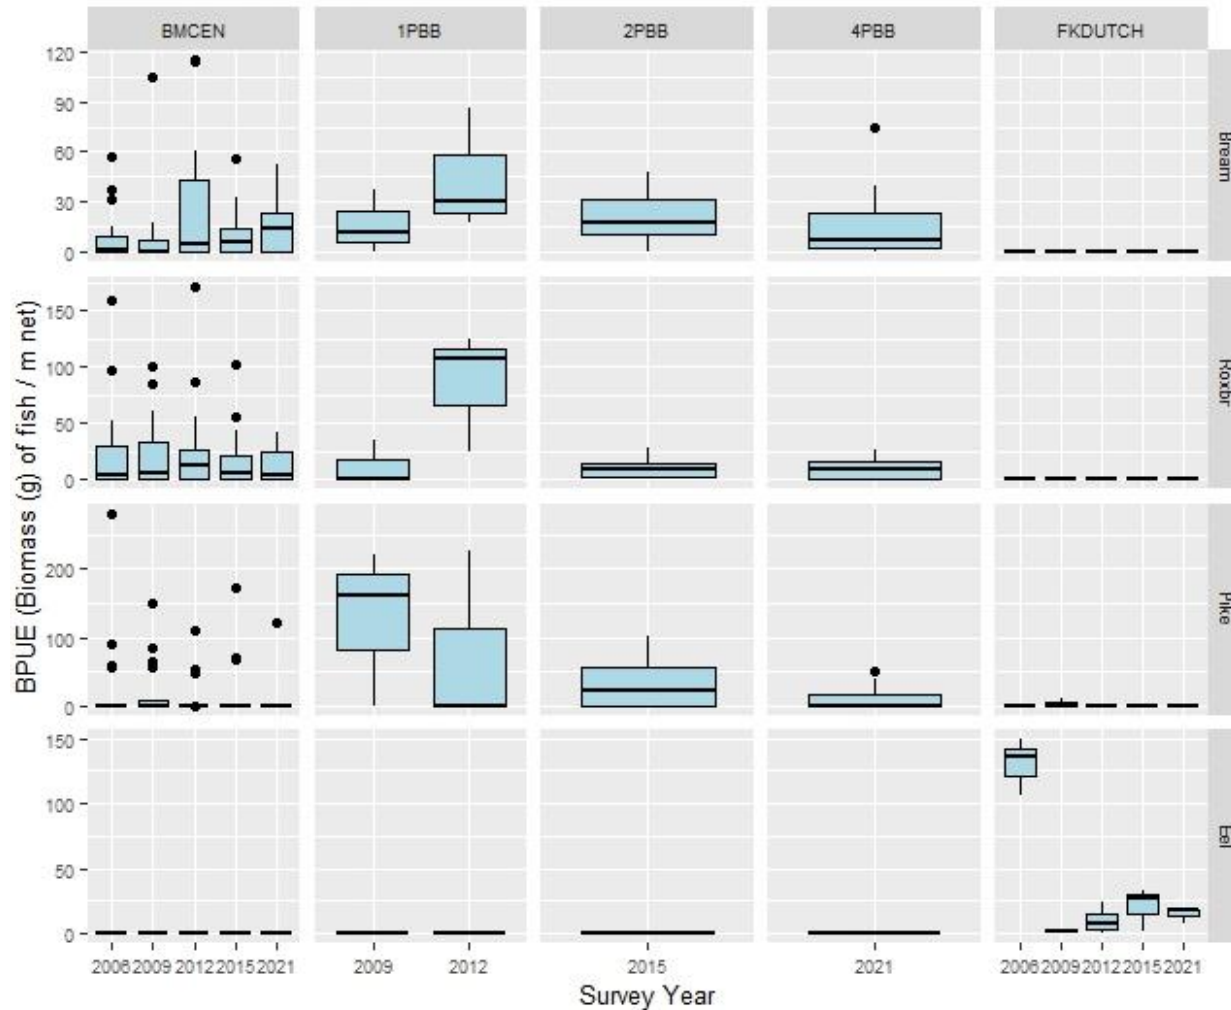 BMCEN 1PBB 2PBB 4PBB FKDUTCH
BPUE (Biomass (g) of fish / m net)
120
90
60
30
0
Bream
150
100
50
0
Roxbr
200
100
0
Pike
150
100
50
0
Eel
2006 2009 2012 2015 2021 2009 2012 2015 2021 2006 2009 2012 2015 2021
Survey Year